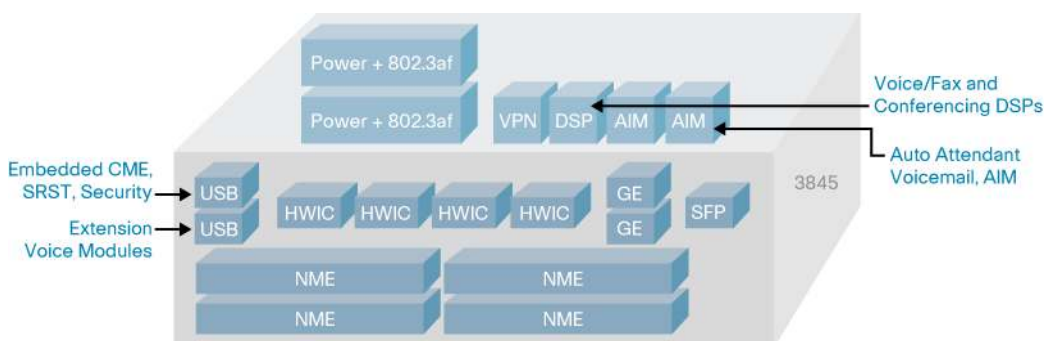 Power + 802.3af
Power + 802.3af
VPN DSP AIM AIM
Voice/Fax and
Conferencing DSPs
Auto Attendant
Voicemail, AIM
Embedded CME,
SRST, Security
Extension
Voice Modules
USB
USB
HWIC HWIC HWIC HWIC
GE
GE
SFP
3845
NME NME
NME NME